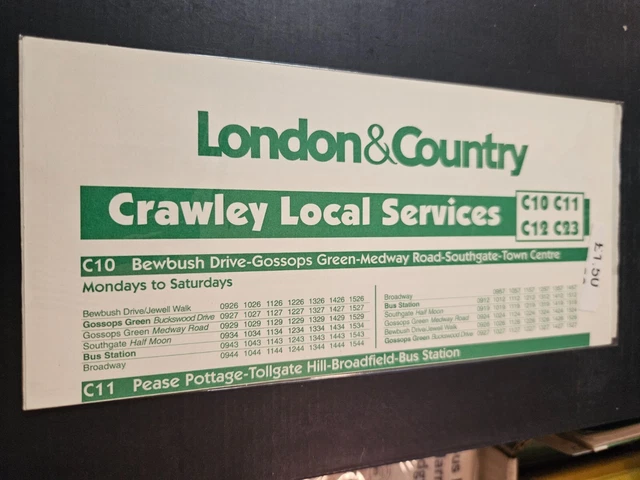 London&Country
Crawley Local Services
C10 C11
C12 C23
£1.50
C10 Bewbush Drive-Gossops Green-Medway Road-Southgate-Town Centre
Mondays to Saturdays
Bewbush Drive/Jewell Walk 0926 1026 1126 1226 1326 1426 1526
Gossops Green Buckswood Drive 0927 1027 1127 1227 1327 1427 1527
Gossops Green Medway Road 0929 1029 1129 1229 1329 1429 1529
Southgate Half Moon 0934 1034 1134 1234 1334 1434 1534
Bus Station 0943 1043 1143 1243 1343 1443 1543
Broadway 0944 1044 1144 1244 1344 1444 1544
Broadway
Bus Station
Southgate Half Moon
Gossops Green Medway Road
Bewbush Drive/Jewell Walk
Gossops Green Buckswood Drive
C11 Pease Pottage-Tollgate Hill-Broadfield-Bus Station